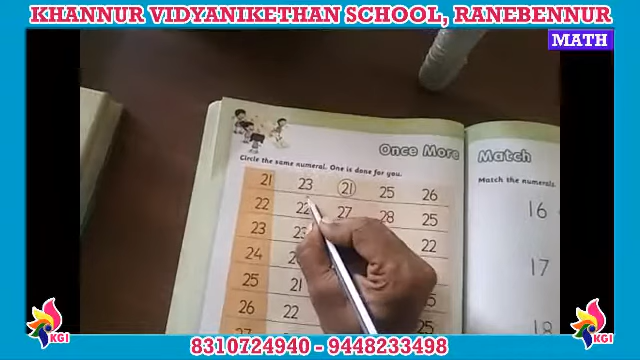 KHANNUR VIDYANIKETHAN SCHOOL, RANEBENNUR
MATH
Once More
Circle the same numeral. One is done for you.
21 23 21 25 26
22 22 27 28 25
23 23 22
24
25 21
26 22 25
Match
Match the numerals
16
17
18
KGI
KGI
8310724940 - 9448233498